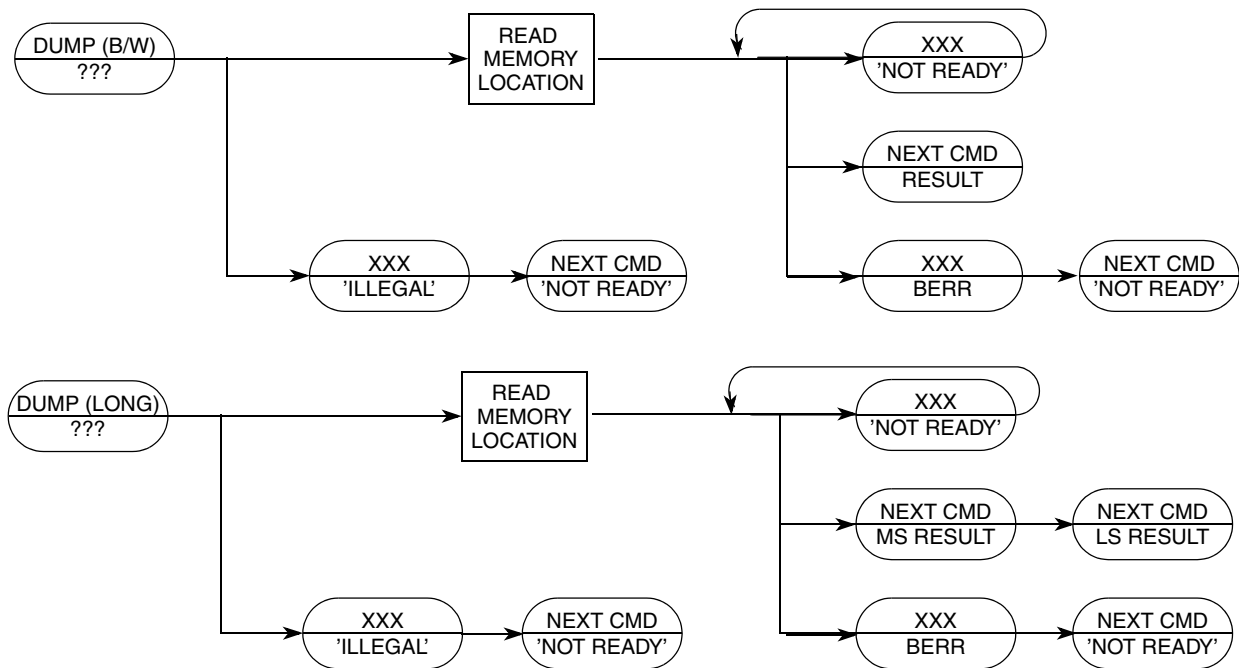 DUMP (B/W)
???
READ
MEMORY
LOCATION
XXX
'NOT READY'
NEXT CMD
RESULT
XXX
'ILLEGAL'
NEXT CMD
'NOT READY'
XXX
BERR
NEXT CMD
'NOT READY'
DUMP (LONG)
???
READ
MEMORY
LOCATION
XXX
'NOT READY'
NEXT CMD
MS RESULT
NEXT CMD
LS RESULT
XXX
'ILLEGAL'
NEXT CMD
'NOT READY'
XXX
BERR
NEXT CMD
'NOT READY'